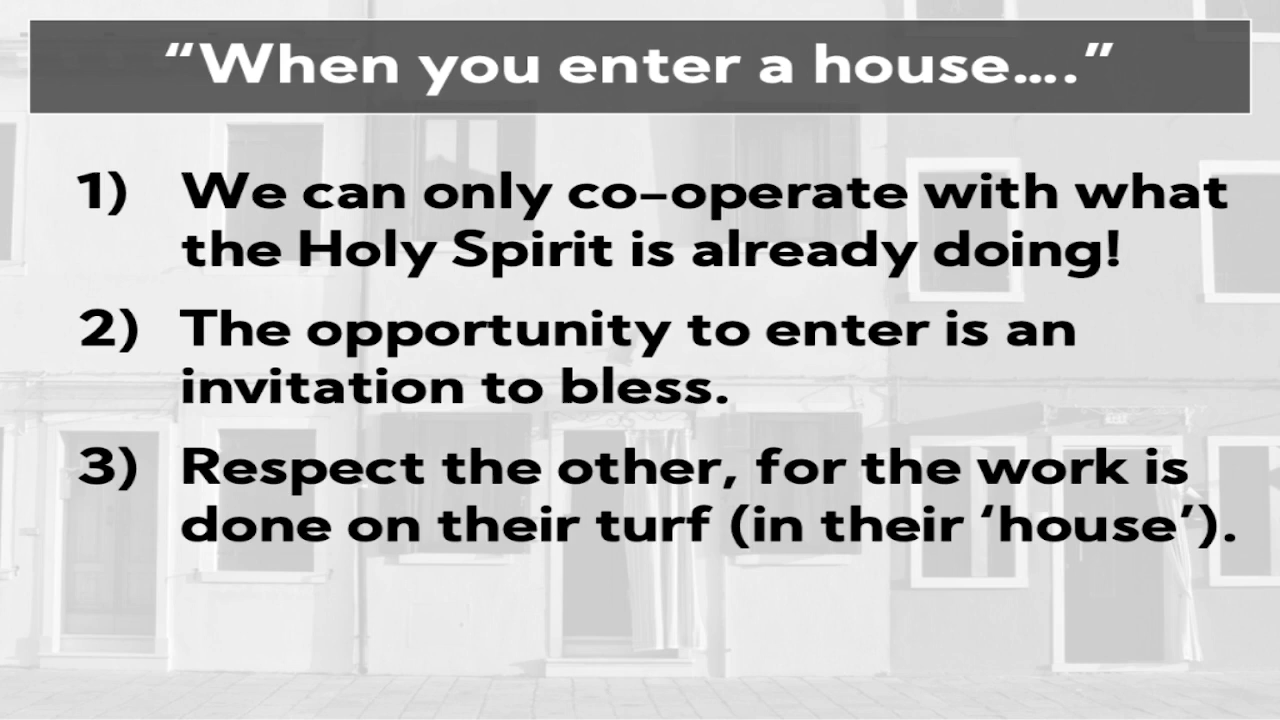 “When you enter a house….”
1) We can only co-operate with what
the Holy Spirit is already doing!
2) The opportunity to enter is an
invitation to bless.
3) Respect the other, for the work is
done on their turf (in their ‘house’).